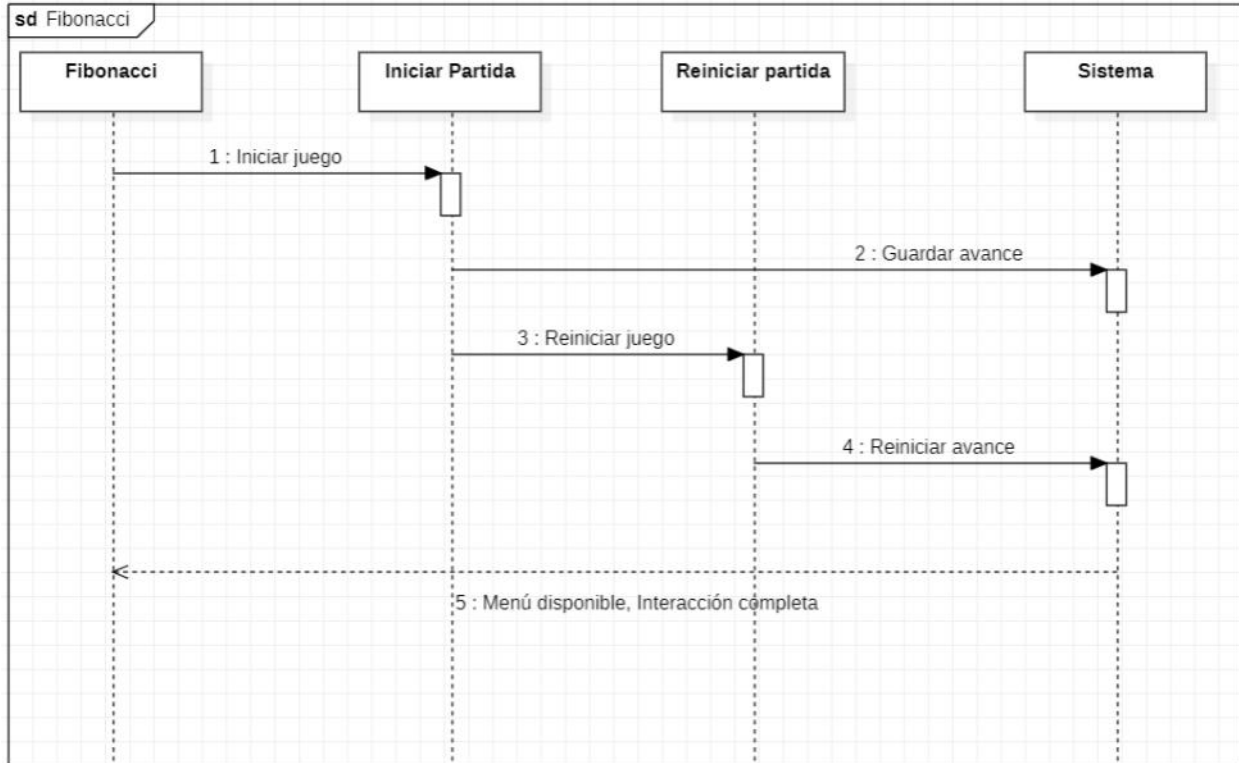 sd Fibonacci
Fibonacci
Iniciar Partida
Reiniciar partida
Sistema
1 : Iniciar juego
2 : Guardar avance
3 : Reiniciar juego
4 : Reiniciar avance
5 : Menú disponible, Interacción completa